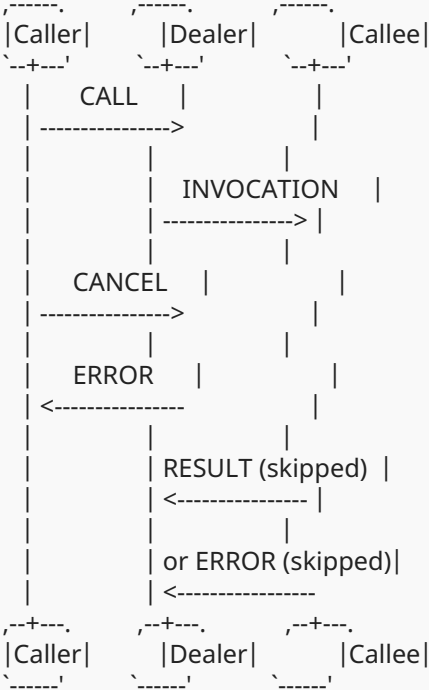 ,------. ,------. ,------.
|Caller| |Dealer| |Callee|
`--+---' `--+---' `--+---'
| CALL | |
| ----------------> |
| | |
| | INVOCATION |
| | ----------------> |
| | |
| CANCEL | |
| ----------------> |
| | |
| ERROR | |
| <---------------- |
| | |
| | RESULT (skipped) |
| | <---------------- |
| | |
| | or ERROR (skipped)|
| | <-----------------
,--+---. ,--+---. ,--+---.
|Caller| |Dealer| |Callee|
`------' `------' `------'